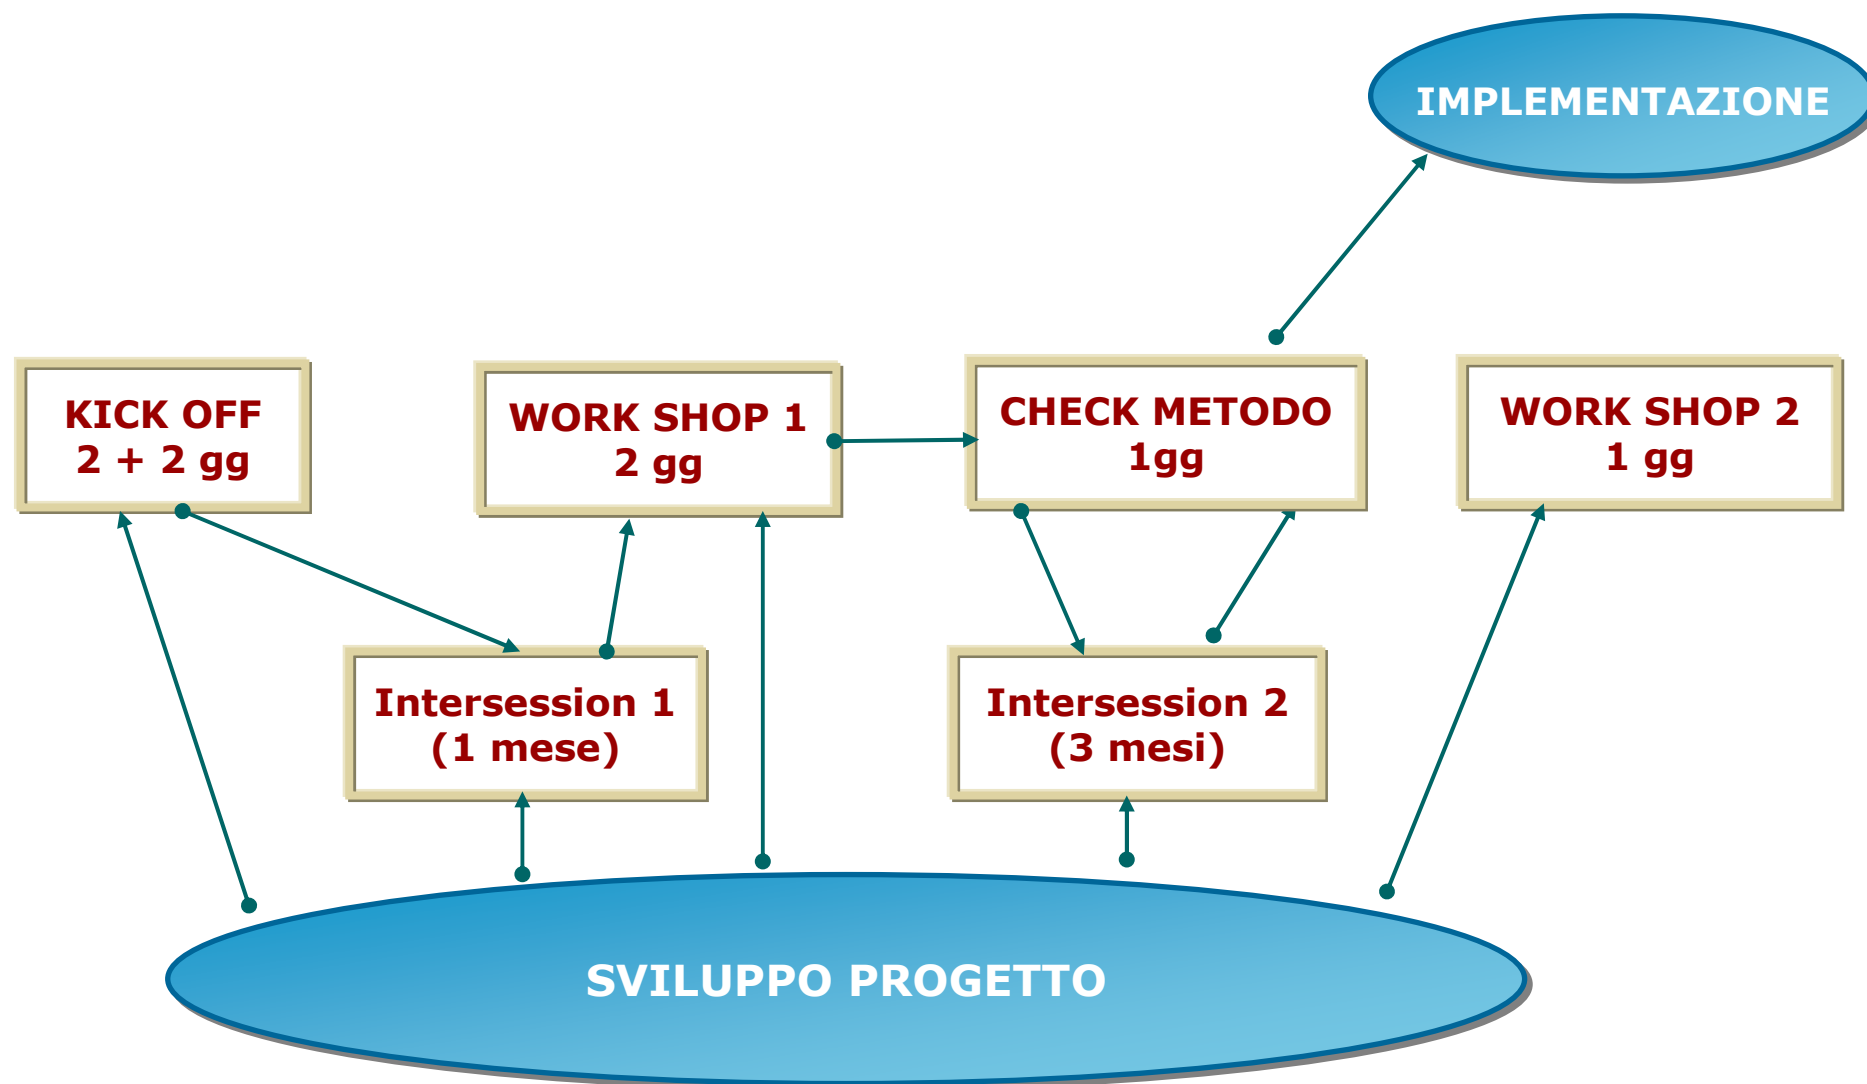 IMPLEMENTAZIONE
KICK OFF
2 + 2 gg
WORK SHOP 1
2 gg
CHECK METODO
1gg
WORK SHOP 2
1 gg
Intersession 1
(1 mese)
Intersession 2
(3 mesi)
SVILUPPO PROGETTO